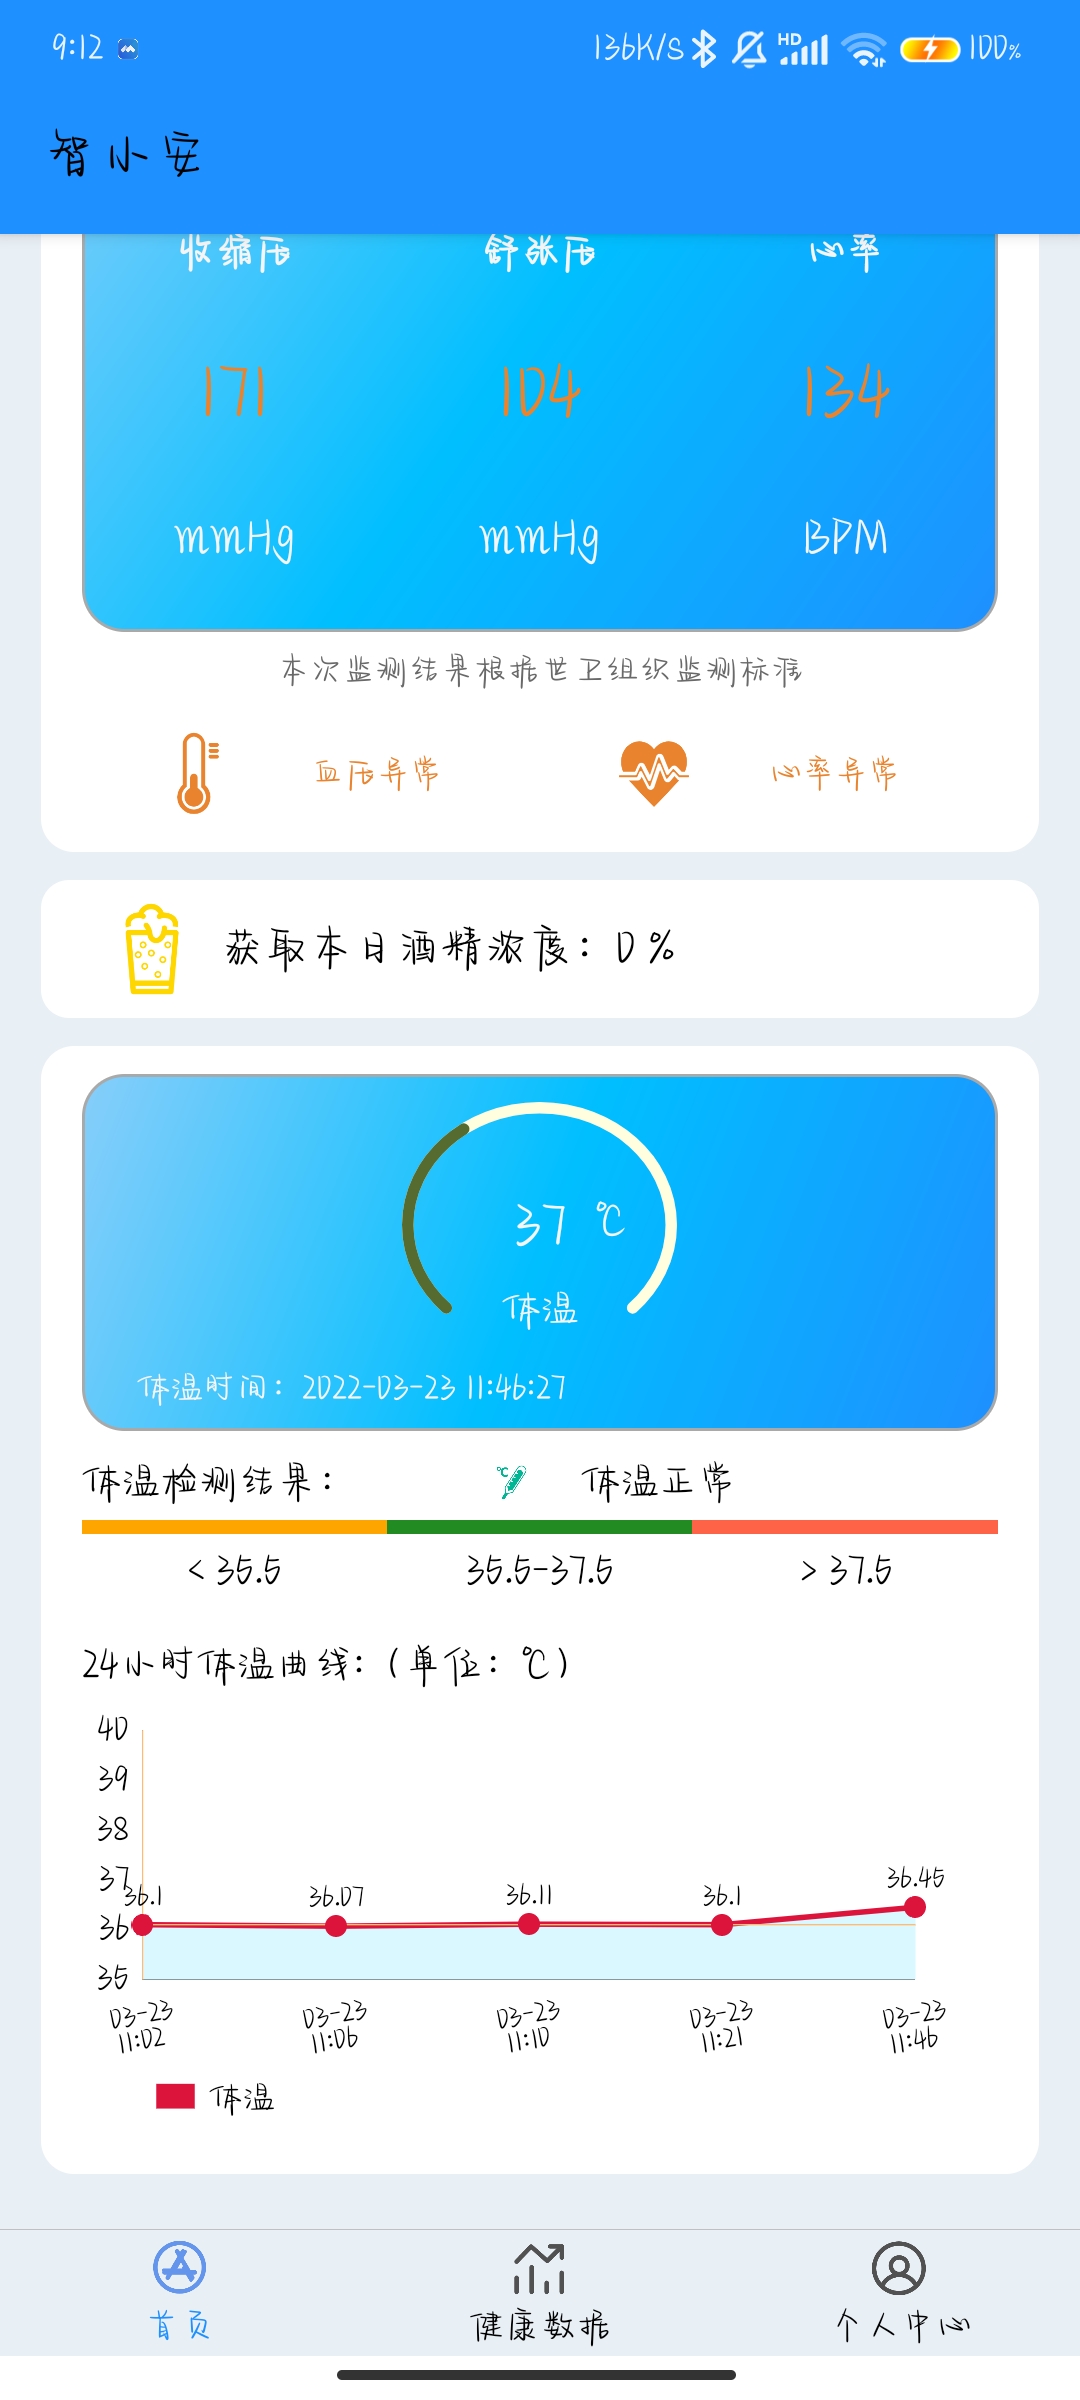 9:12 136K/S HD 100%
智小安
收缩压 舒张压 心率
171 104 134
mmHg mmHg BPM
本次监测结果根据世卫组织监测标准
血压异常 心率异常
获取本日酒精浓度：0 %
37 ℃
体温
体温时间：2022-03-23 11:46:27
体温检测结果： ℃ 体温正常
< 35.5 35.5-37.5 > 37.5
24小时体温曲线：（单位：℃）
40
39
38
37
36
35
36.1 36.07 36.11 36.1 36.45
03-23 03-23 03-23 03-23 03-23
11:02 11:06 11:10 11:21 11:46
体温
首页 健康数据 个人中心